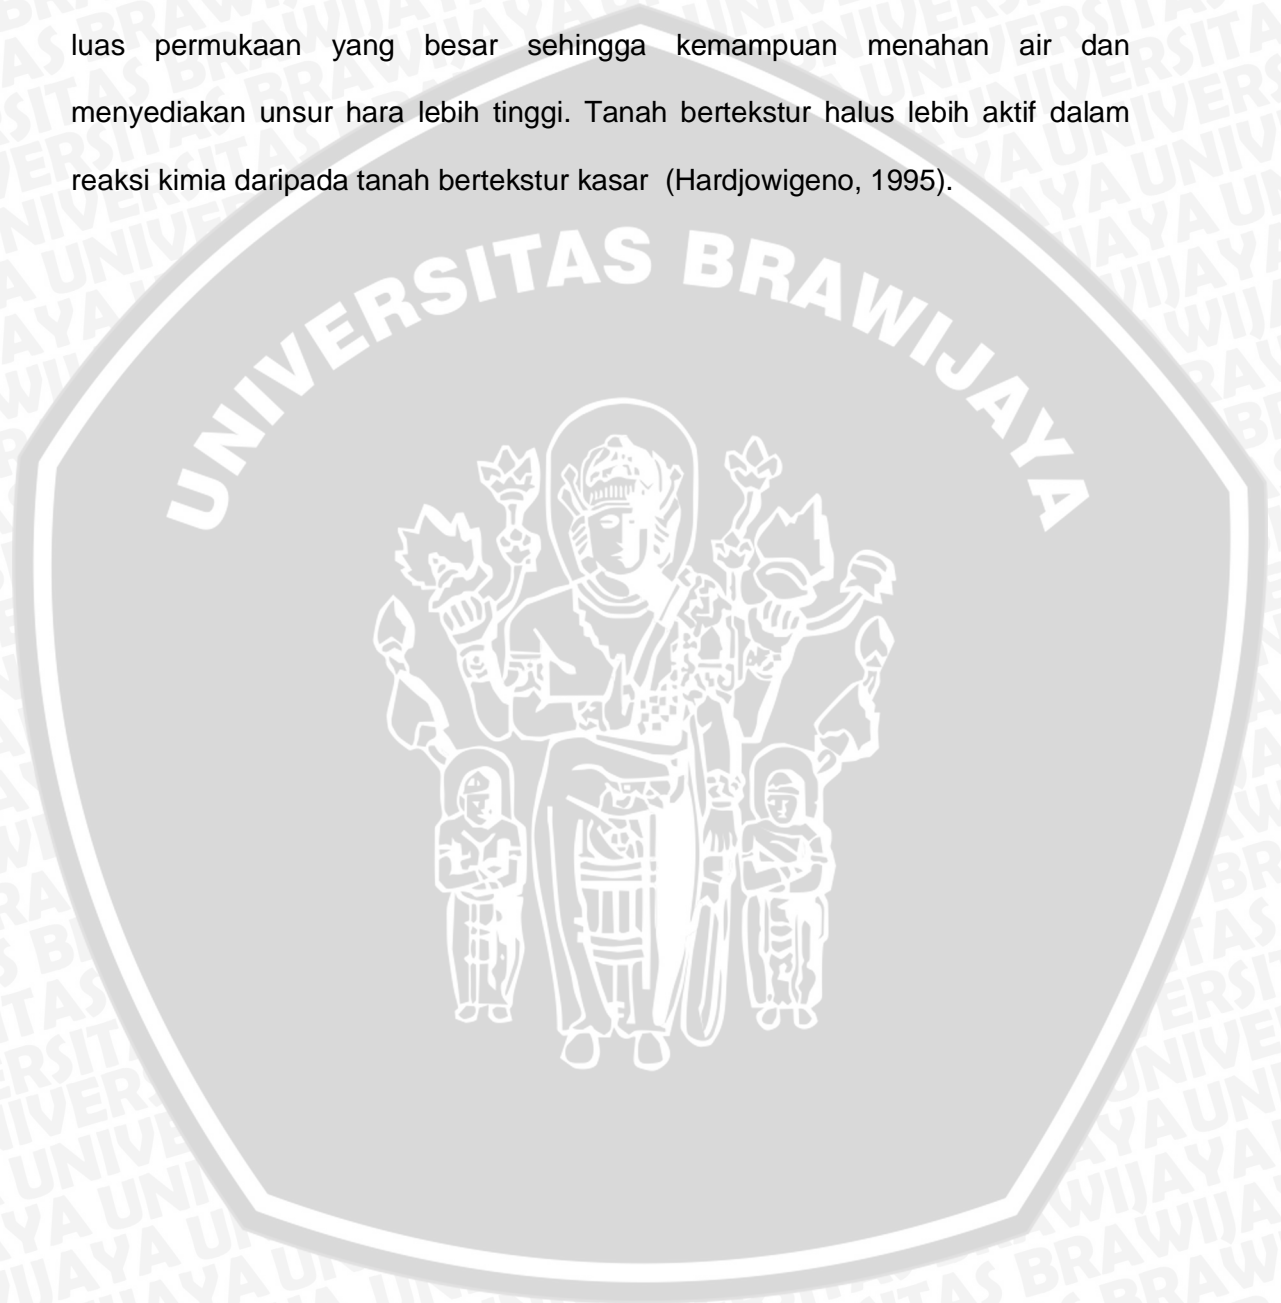 luas permukaan yang besar sehingga kemampuan menahan air dan
menyediakan unsur hara lebih tinggi. Tanah bertekstur halus lebih aktif dalam
reaksi kimia daripada tanah bertekstur kasar (Hardjowigeno, 1995).
UNIVERSITAS BRAWIJAYA